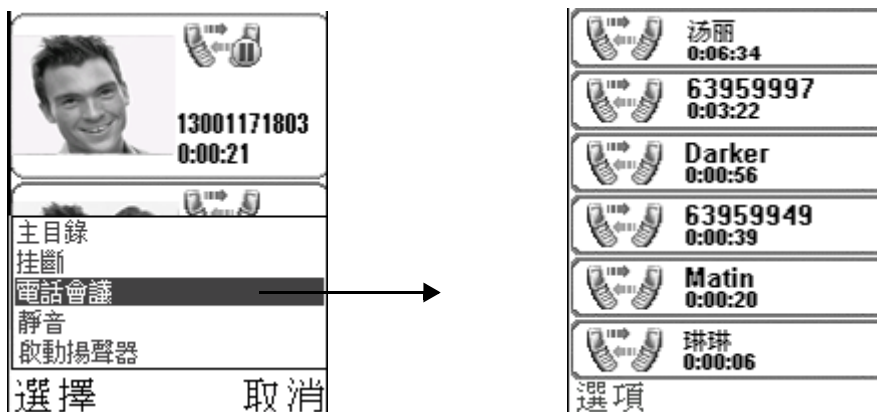 13001171803
0:00:21
主目錄
挂斷
電話會議
靜音
啟動揚聲器
選擇 取消
汤丽
0:06:34
63959997
0:03:22
Darker
0:00:56
63959949
0:00:39
Matin
0:00:20
琳琳
0:00:06
選項